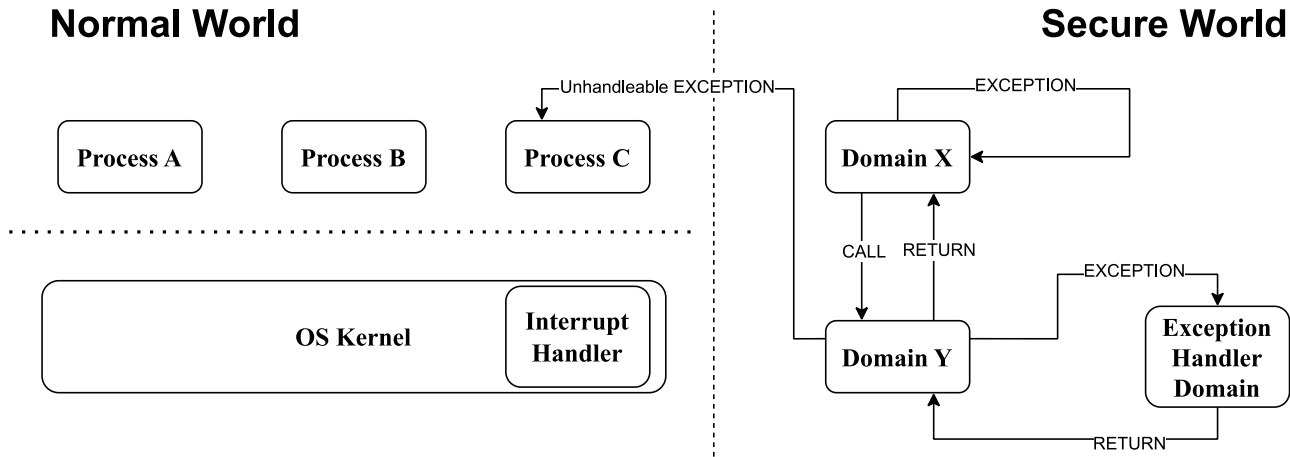 Normal World
Secure World
Unhandleable EXCEPTION
EXCEPTION
Process A
Process B
Process C
Domain X
CALL
RETURN
EXCEPTION
OS Kernel
Interrupt
Handler
Domain Y
Exception
Handler
Domain
RETURN